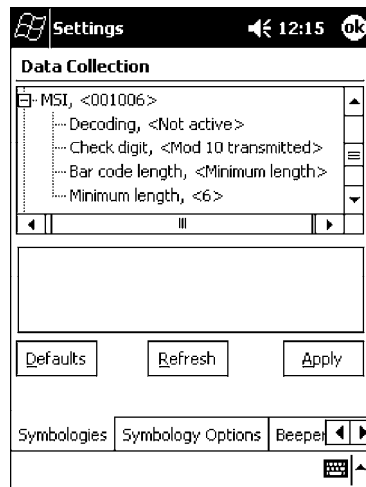 Settings 12:15 ok
Data Collection
MSI, <001006>
Decoding, <Not active>
Check digit, <Mod 10 transmitted>
Bar code length, <Minimum length>
Minimum length, <6>
Defaults Refresh Apply
Symbologies Symbology Options Beeper